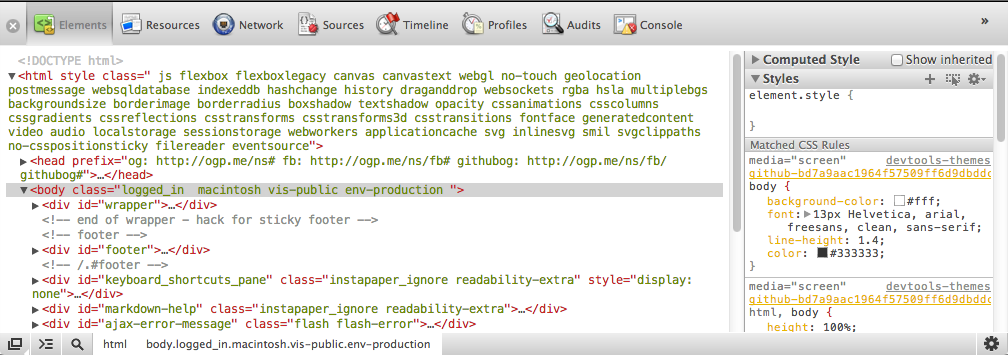 Elements Resources Network Sources Timeline Profiles Audits Console »
<!DOCTYPE html>
▼<html style class=" js flexbox flexboxlegacy canvas canvastext webgl no-touch geolocation
postmessage websqldatabase indexeddb hashchange history draganddrop websockets rgba hsla multiplebgs
backgroundsize borderimage borderradius boxshadow textshadow opacity cssanimations csscolumns
cssgradients cssreflections csstransforms csstransforms3d csstransitions fontface generatedcontent
video audio localstorage sessionstorage webworkers applicationcache svg inlinesvg smil svgclippaths
no-csspositionsticky filereader eventsource">
▶<head prefix="og: http://ogp.me/ns# fb: http://ogp.me/ns/fb# githubog: http://ogp.me/ns/fb/
githubog#">…</head>
▼<body class="logged_in  macintosh vis-public env-production ">
▶<div id="wrapper">…</div>
<!-- end of wrapper - hack for sticky footer -->
<!-- footer -->
▶<div id="footer">…</div>
<!-- /.#footer -->
▶<div id="keyboard_shortcuts_pane" class="instapaper_ignore readability-extra" style="display:
none">…</div>
▶<div id="markdown-help" class="instapaper_ignore readability-extra">…</div>
▶<div id="ajax-error-message" class="flash flash-error">…</div>
▶ Computed Style Show inherited
▼ Styles
element.style {
}
Matched CSS Rules
media="screen" devtools-themes
github-bd7a9aac1964f57509ff6d9bddc
body {
background-color: #fff;
font:▶13px Helvetica, arial,
freesans, clean, sans-serif;
line-height: 1.4;
color: #333333;
}
media="screen" devtools-themes
github-bd7a9aac1964f57509ff6d9bddc
html, body {
height: 100%;
html body.logged_in.macintosh.vis-public.env-production